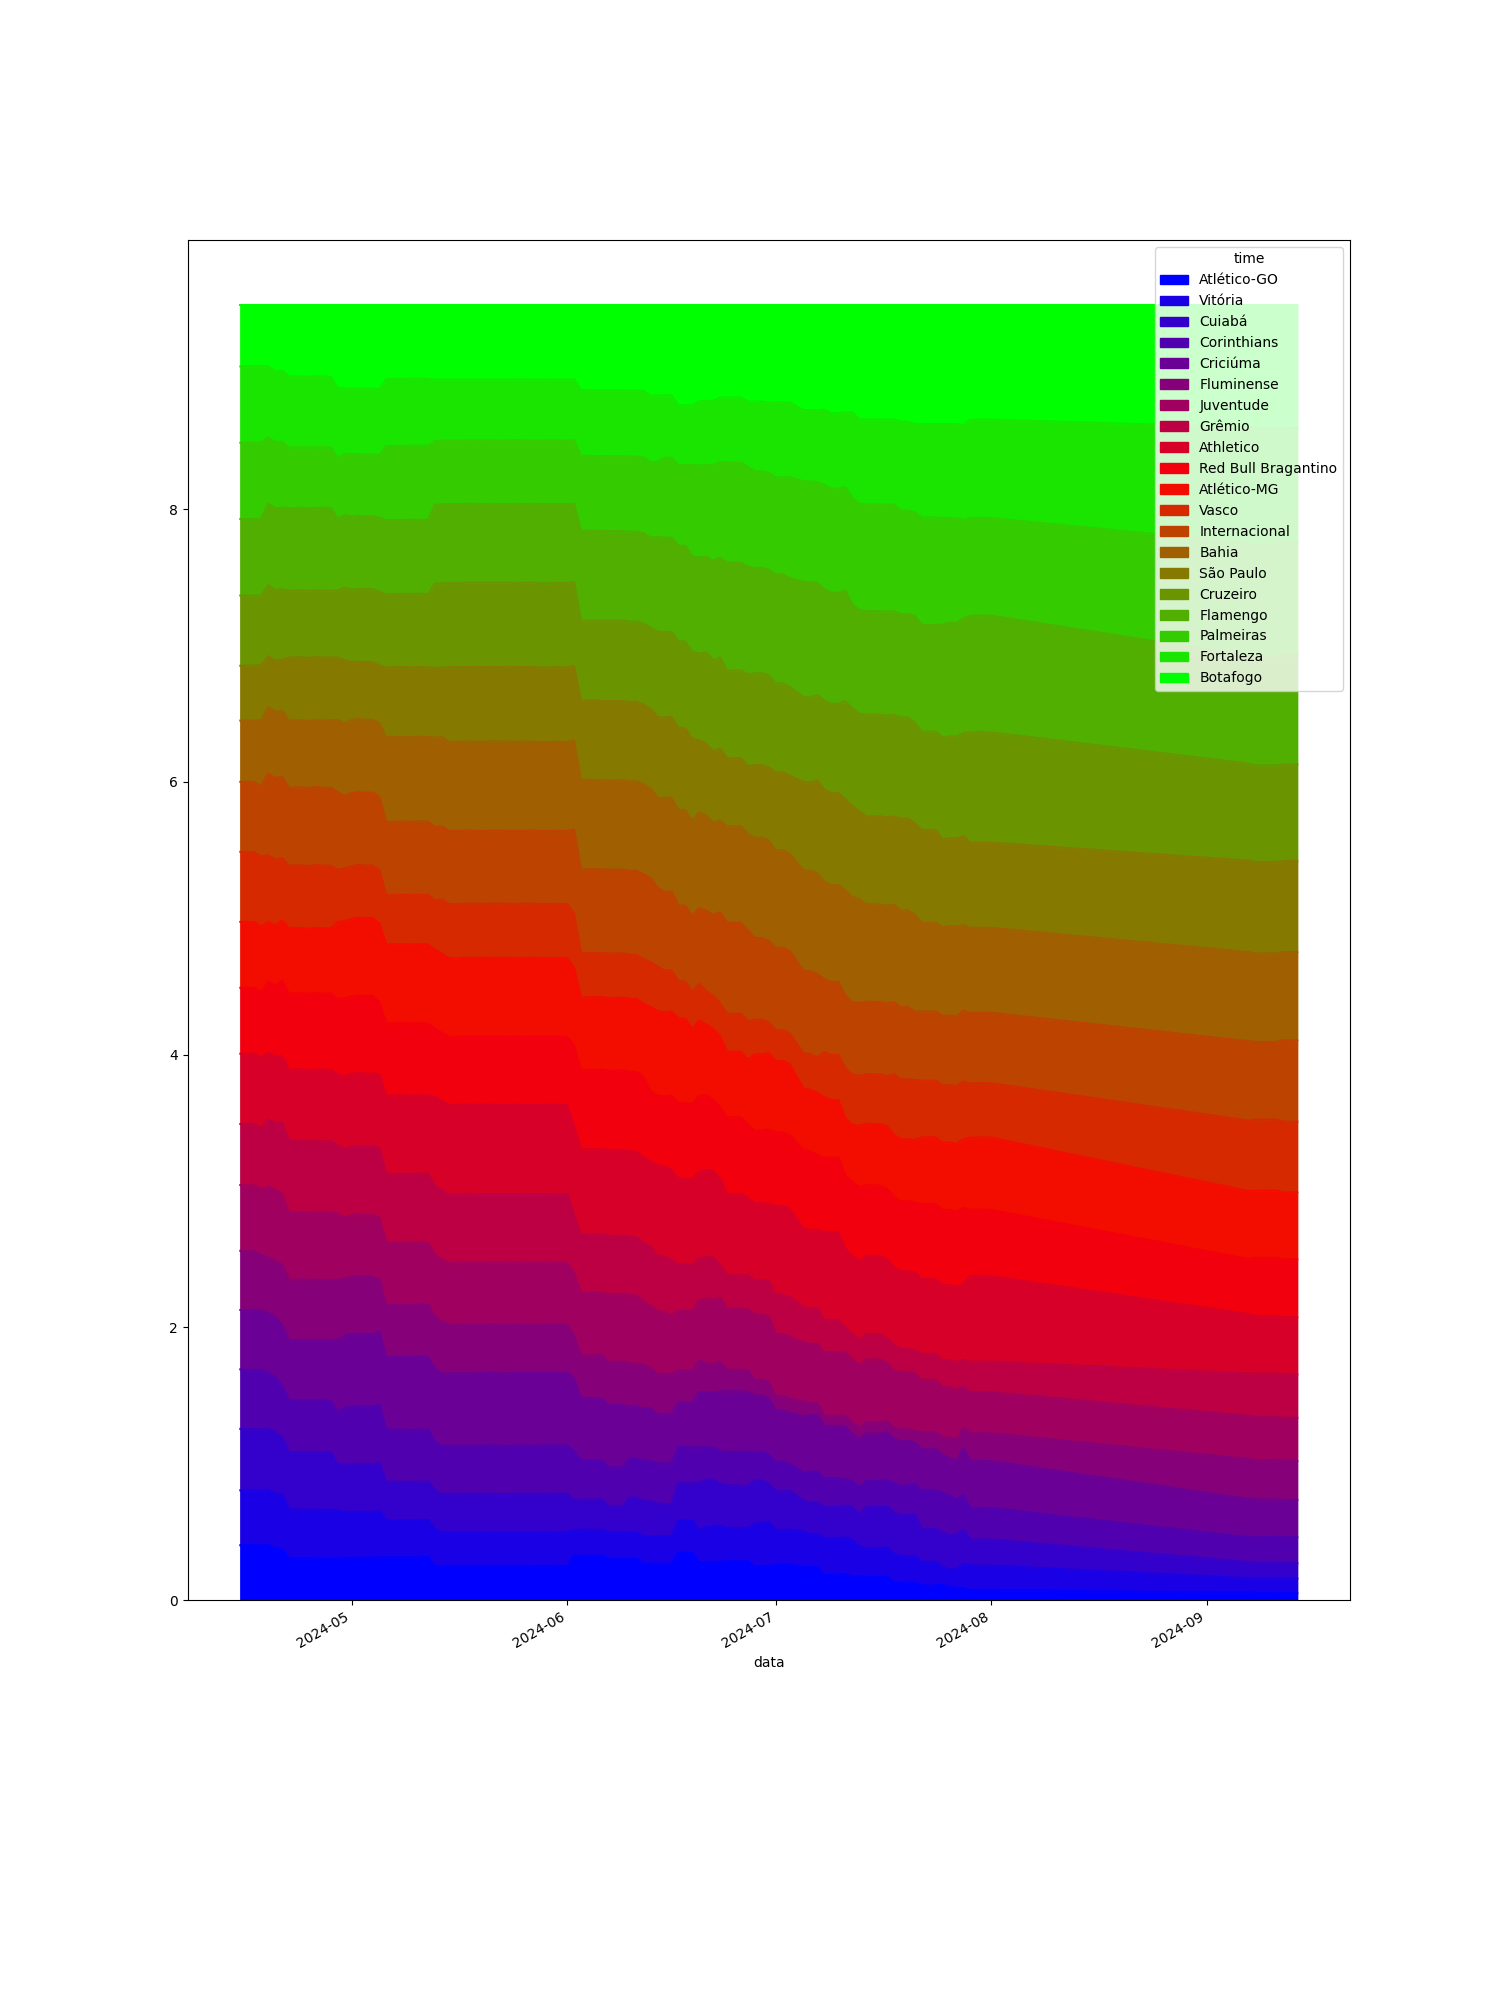 time
Atlético-GO
Vitória
Cuiabá
Corinthians
Criciúma
Fluminense
Juventude
Grêmio
Athletico
Red Bull Bragantino
Atlético-MG
Vasco
Internacional
Bahia
São Paulo
Cruzeiro
Flamengo
Palmeiras
Fortaleza
Botafogo
8
6
4
2
0
2024-05
2024-06
2024-07
2024-08
2024-09
data